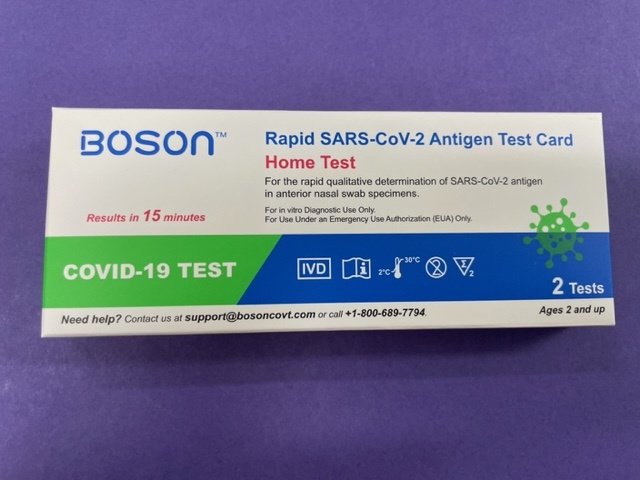 BOSON™
Rapid SARS-CoV-2 Antigen Test Card
Home Test
For the rapid qualitative determination of SARS-CoV-2 antigen
in anterior nasal swab specimens.
Results in 15 minutes
For in vitro Diagnostic Use Only.
For Use Under an Emergency Use Authorization (EUA) Only.
COVID-19 TEST
IVD
i
2°C
30°C
2
Σ
2
2 Tests
Need help? Contact us at support@bosoncovt.com or call +1-800-689-7794.
Ages 2 and up